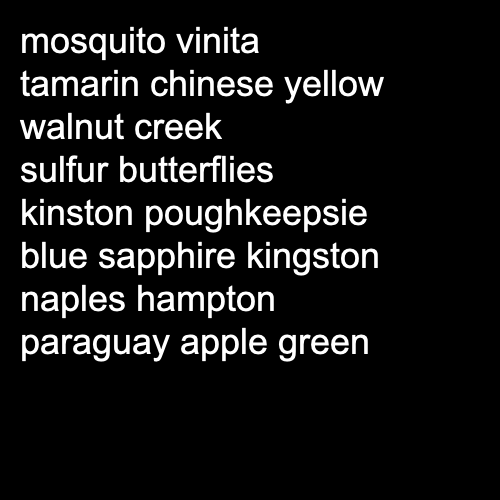 mosquito vinita
tamarin chinese yellow
walnut creek
sulfur butterflies
kinston poughkeepsie
blue sapphire kingston
naples hampton
paraguay apple green